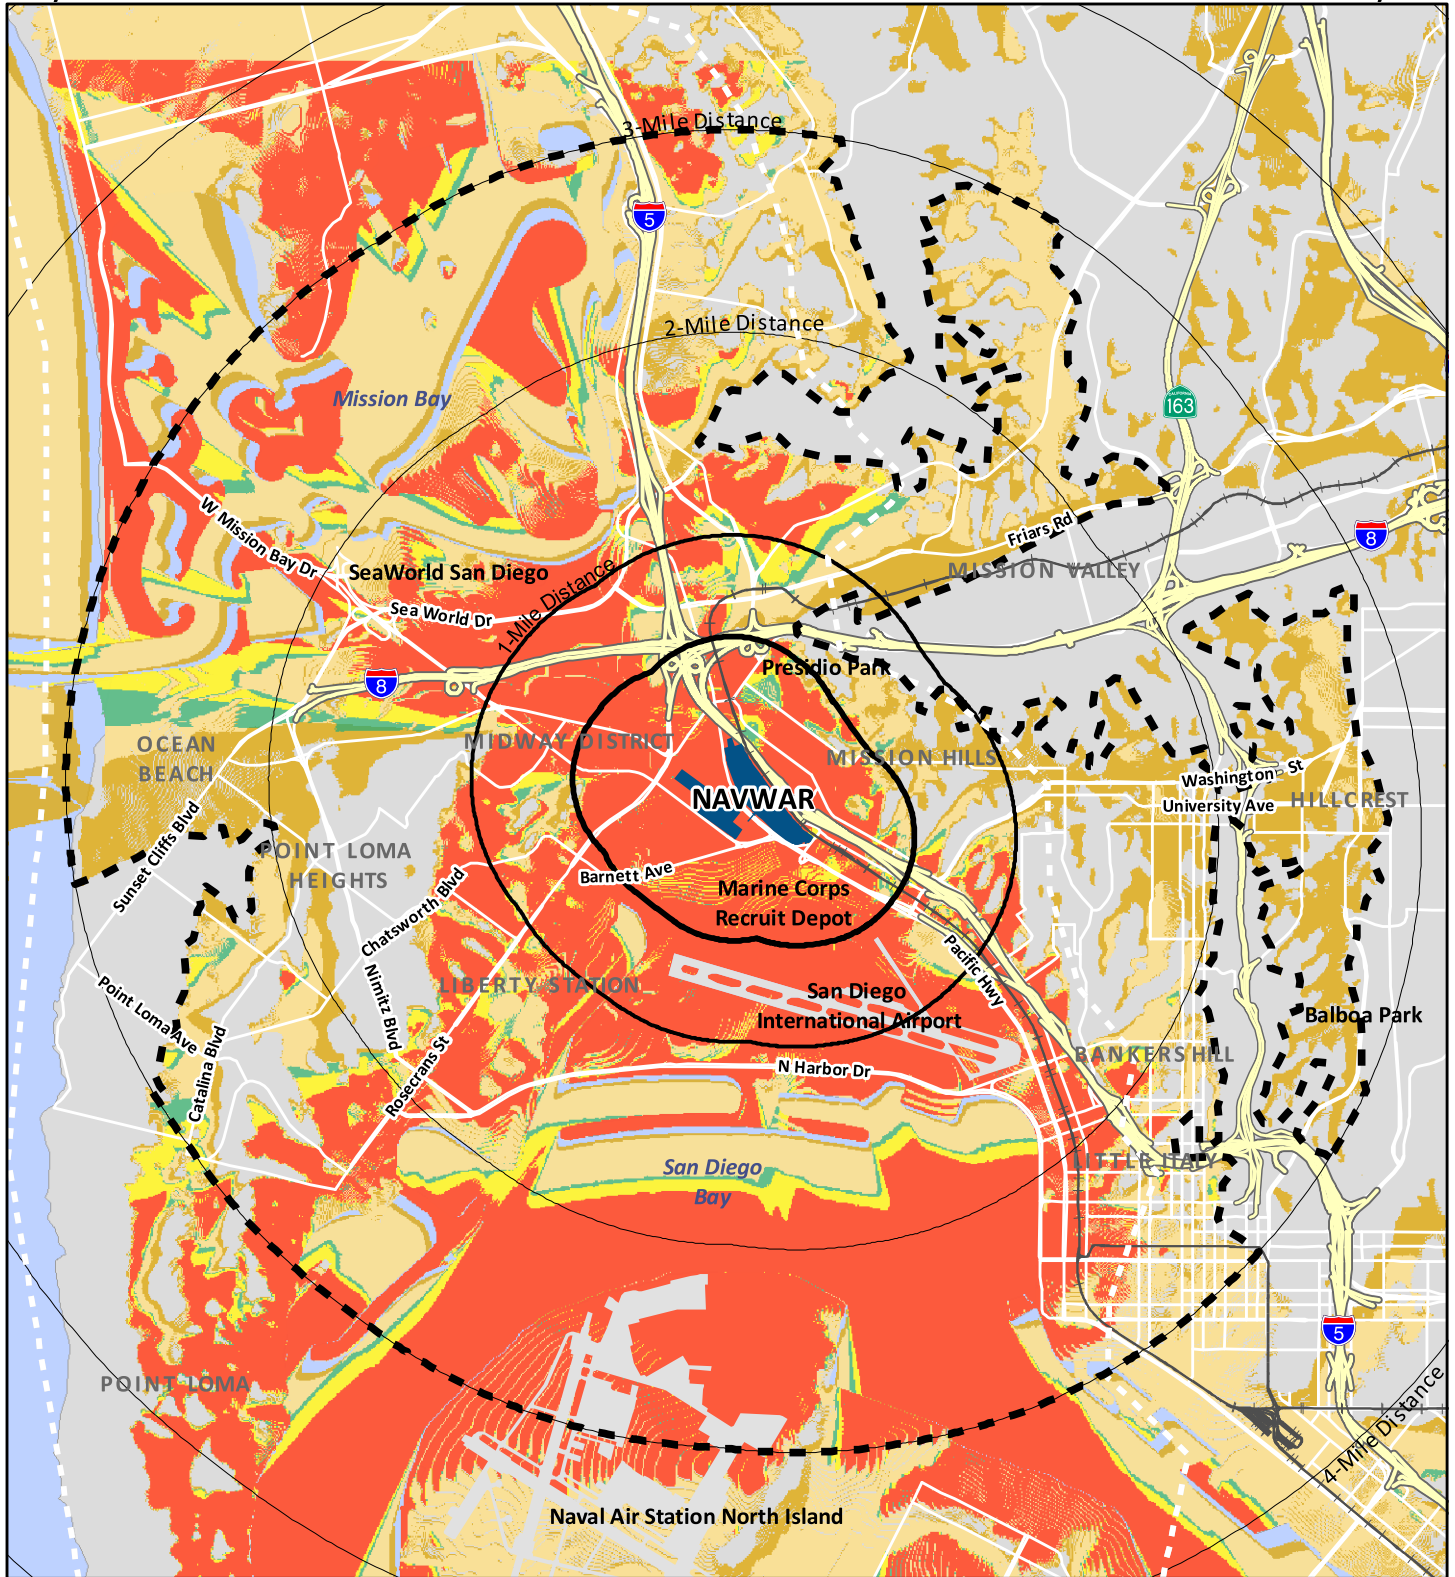 3-Mile Distance
5
2-Mile Distance
Mission Bay
163
W Mission Bay Dr
Friars Rd
8
SeaWorld San Diego
MISSION VALLEY
1-Mile Distance
Sea World Dr
Presidio Park
8
OCEAN
BEACH
MIDWAY DISTRICT
MISSION HILLS
NAVWAR
Washington St
University Ave
HILLCREST
Sunset Cliffs Blvd
POINT LOMA
HEIGHTS
Barnett Ave
Marine Corps
Recruit Depot
Chatsworth Blvd
Pacific Hwy
Nimitz Blvd
LIBERTY STATION
San Diego
International Airport
Point Loma Ave
Balboa Park
Catalina Blvd
Rosecrans St
N Harbor Dr
BANKERS HILL
San Diego
Bay
LITTLE ITALY
5
POINT LOMA
4-Mile Distance
Naval Air Station North Island